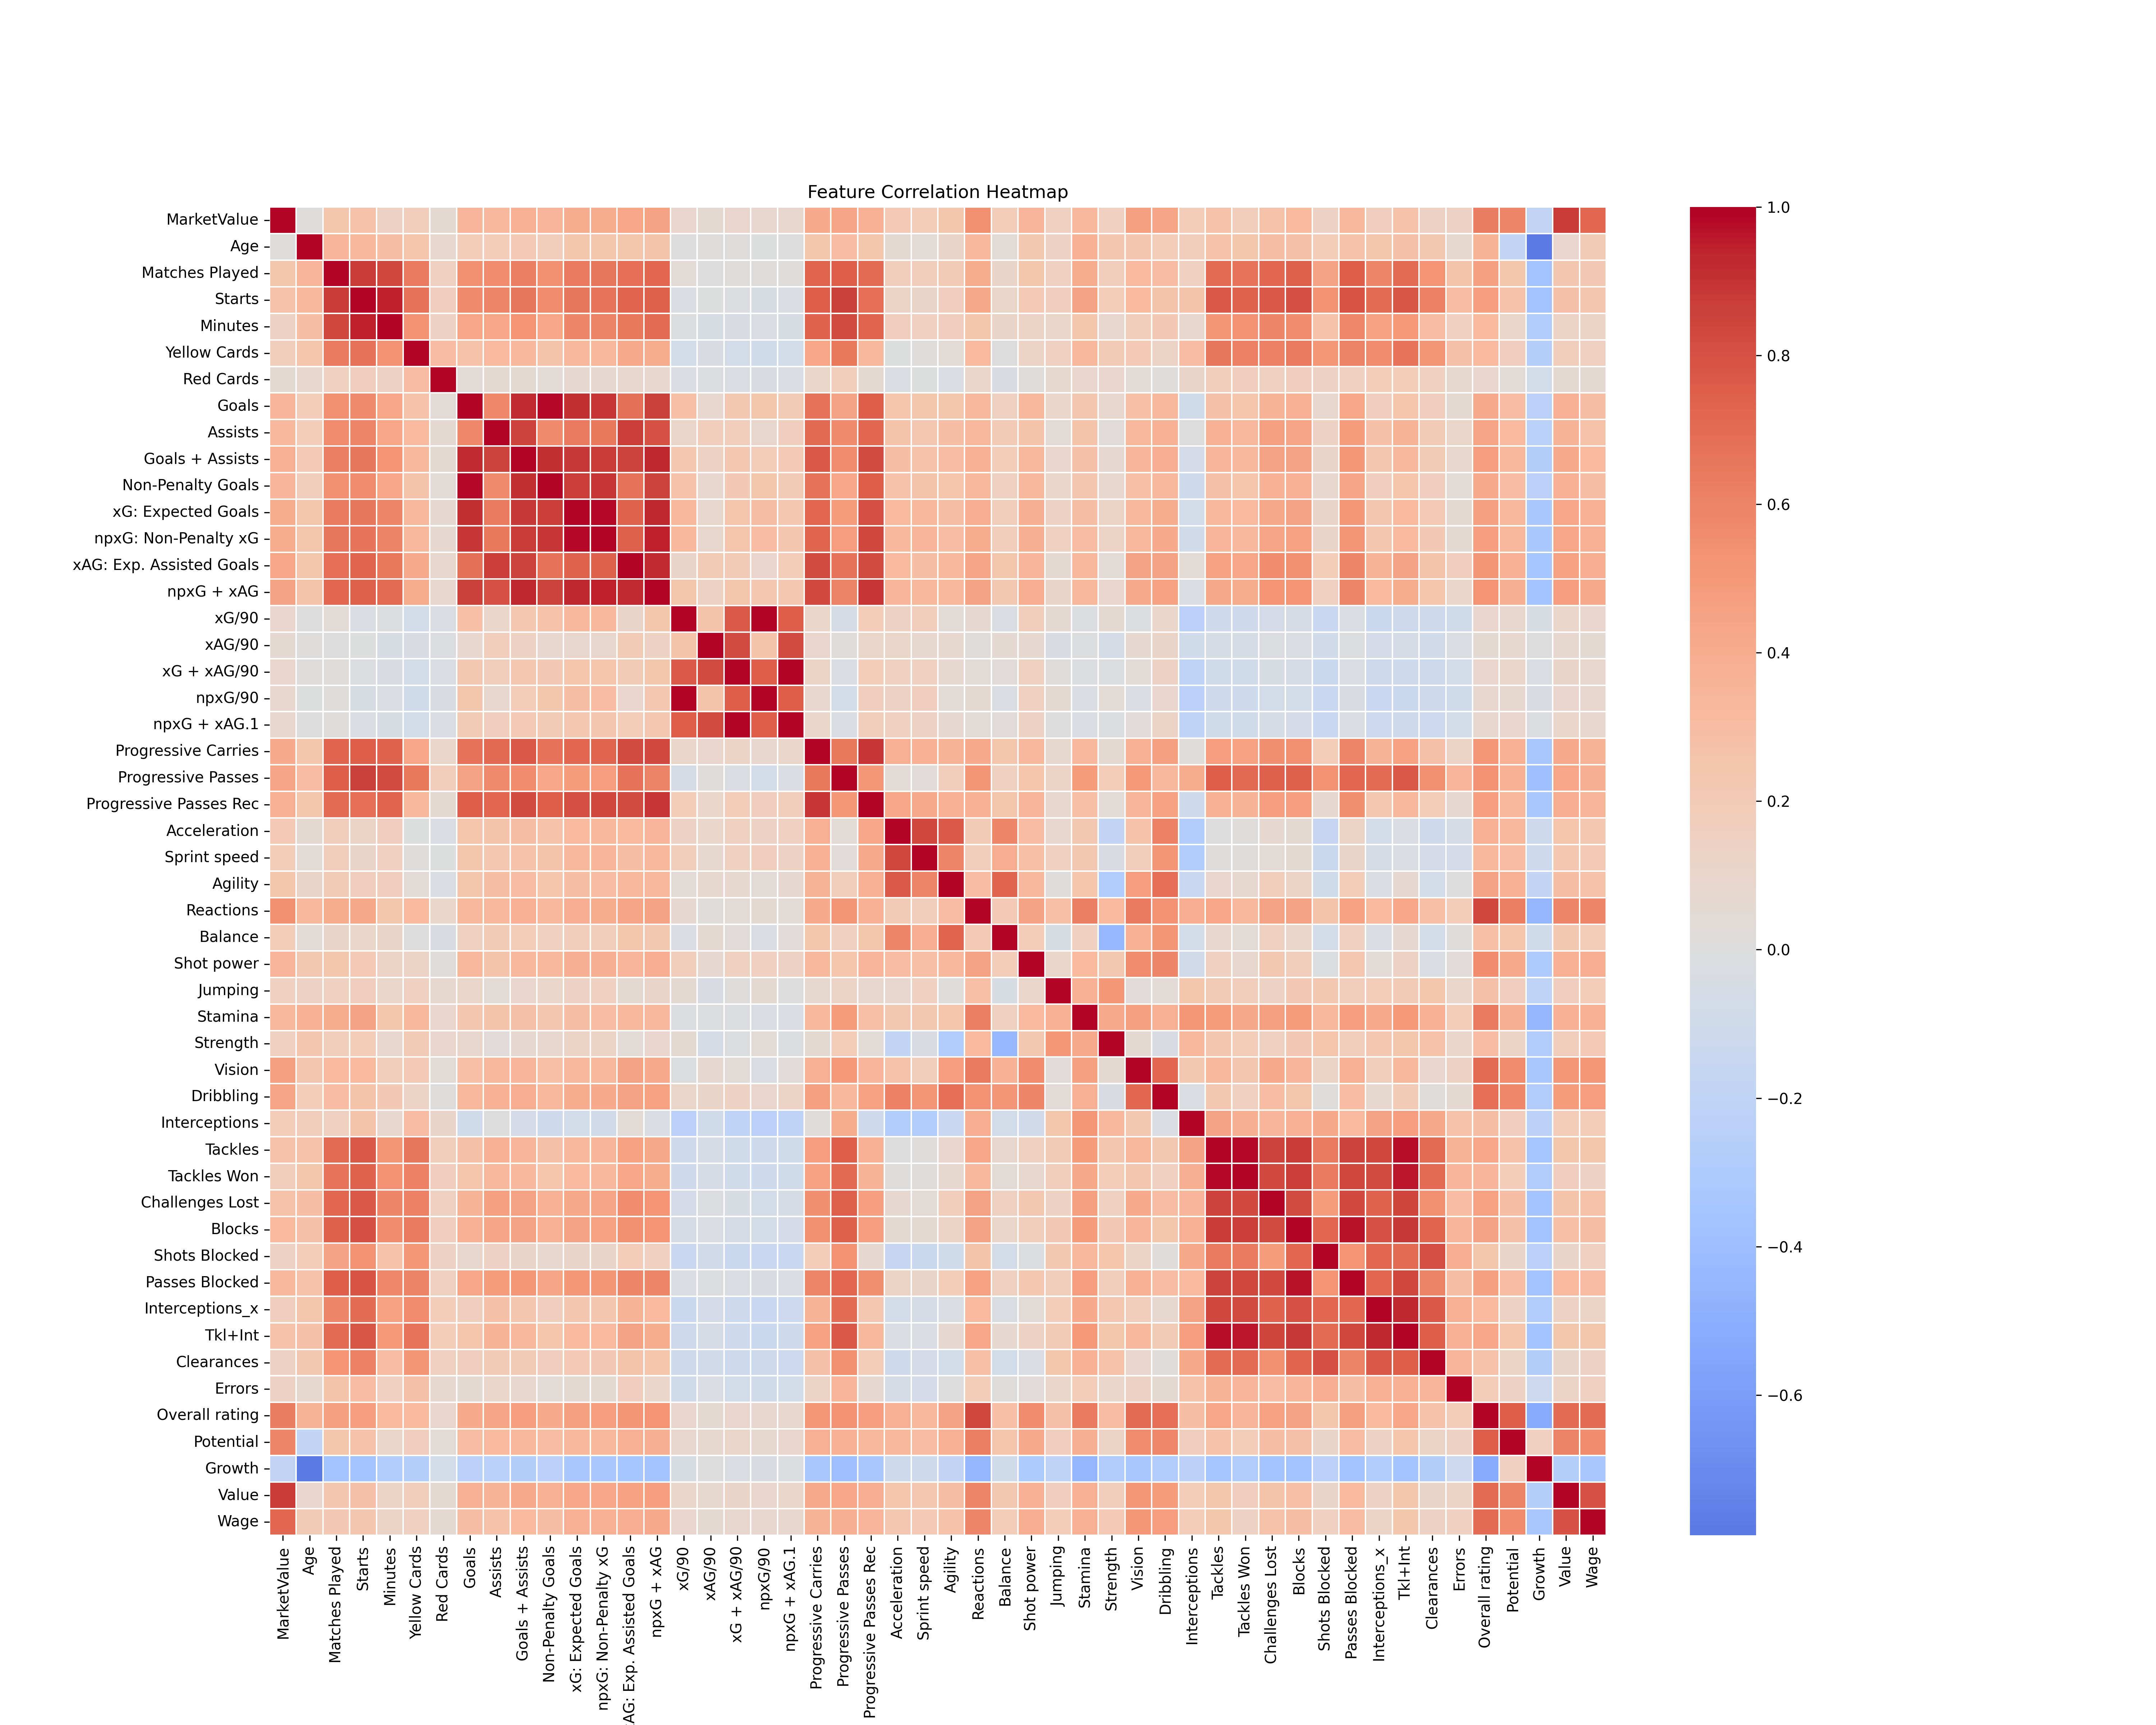 Feature Correlation Heatmap
MarketValue
Age
Matches Played
Starts
Minutes
Yellow Cards
Red Cards
Goals
Assists
Goals + Assists
Non-Penalty Goals
xG: Expected Goals
npxG: Non-Penalty xG
xAG: Exp. Assisted Goals
npxG + xAG
xG/90
xAG/90
xG + xAG/90
npxG/90
npxG + xAG.1
Progressive Carries
Progressive Passes
Progressive Passes Rec
Acceleration
Sprint speed
Agility
Reactions
Balance
Shot power
Jumping
Stamina
Strength
Vision
Dribbling
Interceptions
Tackles
Tackles Won
Challenges Lost
Blocks
Shots Blocked
Passes Blocked
Interceptions_x
Tkl+Int
Clearances
Errors
Overall rating
Potential
Growth
Value
Wage
MarketValue
Age
Matches Played
Starts
Minutes
Yellow Cards
Red Cards
Goals
Assists
Goals + Assists
Non-Penalty Goals
xG: Expected Goals
npxG: Non-Penalty xG
AG: Exp. Assisted Goals
npxG + xAG
xG/90
xAG/90
xG + xAG/90
npxG/90
npxG + xAG.1
Progressive Carries
Progressive Passes
Progressive Passes Rec
Acceleration
Sprint speed
Agility
Reactions
Balance
Shot power
Jumping
Stamina
Strength
Vision
Dribbling
Interceptions
Tackles
Tackles Won
Challenges Lost
Blocks
Shots Blocked
Passes Blocked
Interceptions_x
Tkl+Int
Clearances
Errors
Overall rating
Potential
Growth
Value
Wage
1.0
0.8
0.6
0.4
0.2
0.0
−0.2
−0.4
−0.6